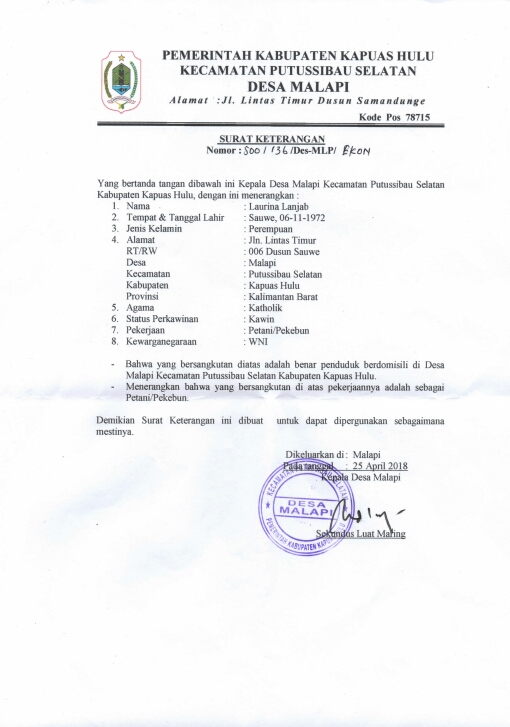 PEMERINTAH KABUPATEN KAPUAS HULU
KECAMATAN PUTUSSIBAU SELATAN
DESA MALAPI
Alamat :Jl. Lintas Timur Dusun Samandunge
Kode Pos 78715
SURAT KETERANGAN
Nomor : 500 / 136 /Des-MLP/ EKON
Yang bertanda tangan dibawah ini Kepala Desa Malapi Kecamatan Putussibau Selatan
Kabupaten Kapuas Hulu, dengan ini menerangkan :
1. Nama : Laurina Lanjab
2. Tempat & Tanggal Lahir : Sauwe, 06-11-1972
3. Jenis Kelamin : Perempuan
4. Alamat : Jln. Lintas Timur
RT/RW : 006 Dusun Sauwe
Desa : Malapi
Kecamatan : Putussibau Selatan
Kabupaten : Kapuas Hulu
Provinsi : Kalimantan Barat
5. Agama : Katholik
6. Status Perkawinan : Kawin
7. Pekerjaan : Petani/Pekebun
8. Kewarganegaraan : WNI
- Bahwa yang bersangkutan diatas adalah benar penduduk berdomisili di Desa
Malapi Kecamatan Putussibau Selatan Kabupaten Kapuas Hulu.
- Menerangkan bahwa yang bersangkutan di atas pekerjaannya adalah sebagai
Petani/Pekebun.
Demikian Surat Keterangan ini dibuat untuk dapat dipergunakan sebagaimana
mestinya.
Dikeluarkan di : Malapi
Pada tanggal : 25 April 2018
Kepala Desa Malapi
KECAMATAN PUTUSSIBAU SELATAN
DESA
MALAPI
PEMERINTAH KABUPATEN KAPUAS HULU
Sekundus Luat Maring